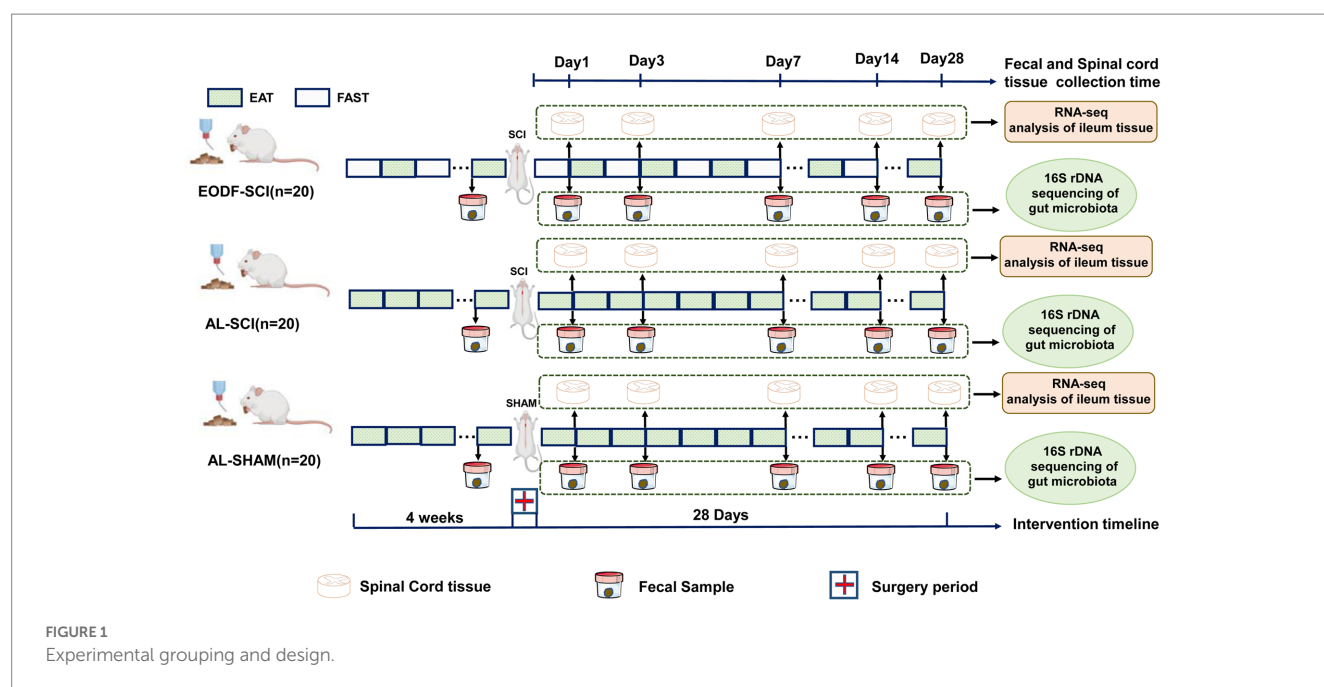 Day1 Day3 Day7 Day14 Day28
Fecal and Spinal cord
tissue collection time
EAT FAST
SCI
RNA-seq
analysis of ileum tissue
EODF-SCI(n=20)
16S rDNA
sequencing of
gut microbiota
SCI
RNA-seq
analysis of ileum tissue
AL-SCI(n=20)
16S rDNA
sequencing of
gut microbiota
SHAM
RNA-seq
analysis of ileum tissue
AL-SHAM(n=20)
16S rDNA
sequencing of
gut microbiota
4 weeks 28 Days Intervention timeline
Spinal Cord tissue Fecal Sample Surgery period
FIGURE 1
Experimental grouping and design.